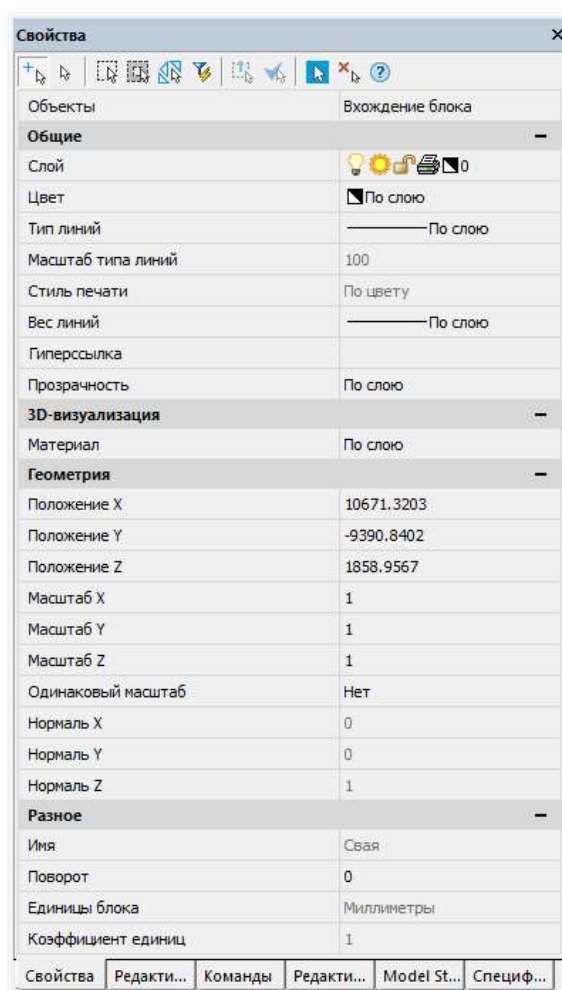 Свойства
Объекты Вхождение блока
Общие
Слой 0
Цвет По слою
Тип линий По слою
Масштаб типа линий 100
Стиль печати По цвету
Вес линий По слою
Гиперссылка
Прозрачность По слою
3D-визуализация
Материал По слою
Геометрия
Положение X 10671.3203
Положение Y -9390.8402
Положение Z 1858.9567
Масштаб X 1
Масштаб Y 1
Масштаб Z 1
Одинаковый масштаб Нет
Нормаль X 0
Нормаль Y 0
Нормаль Z 1
Разное
Имя Свая
Поворот 0
Единицы блока Миллиметры
Коэффициент единиц 1
Свойства Редакти... Команды Редакти... Model St... Специф...